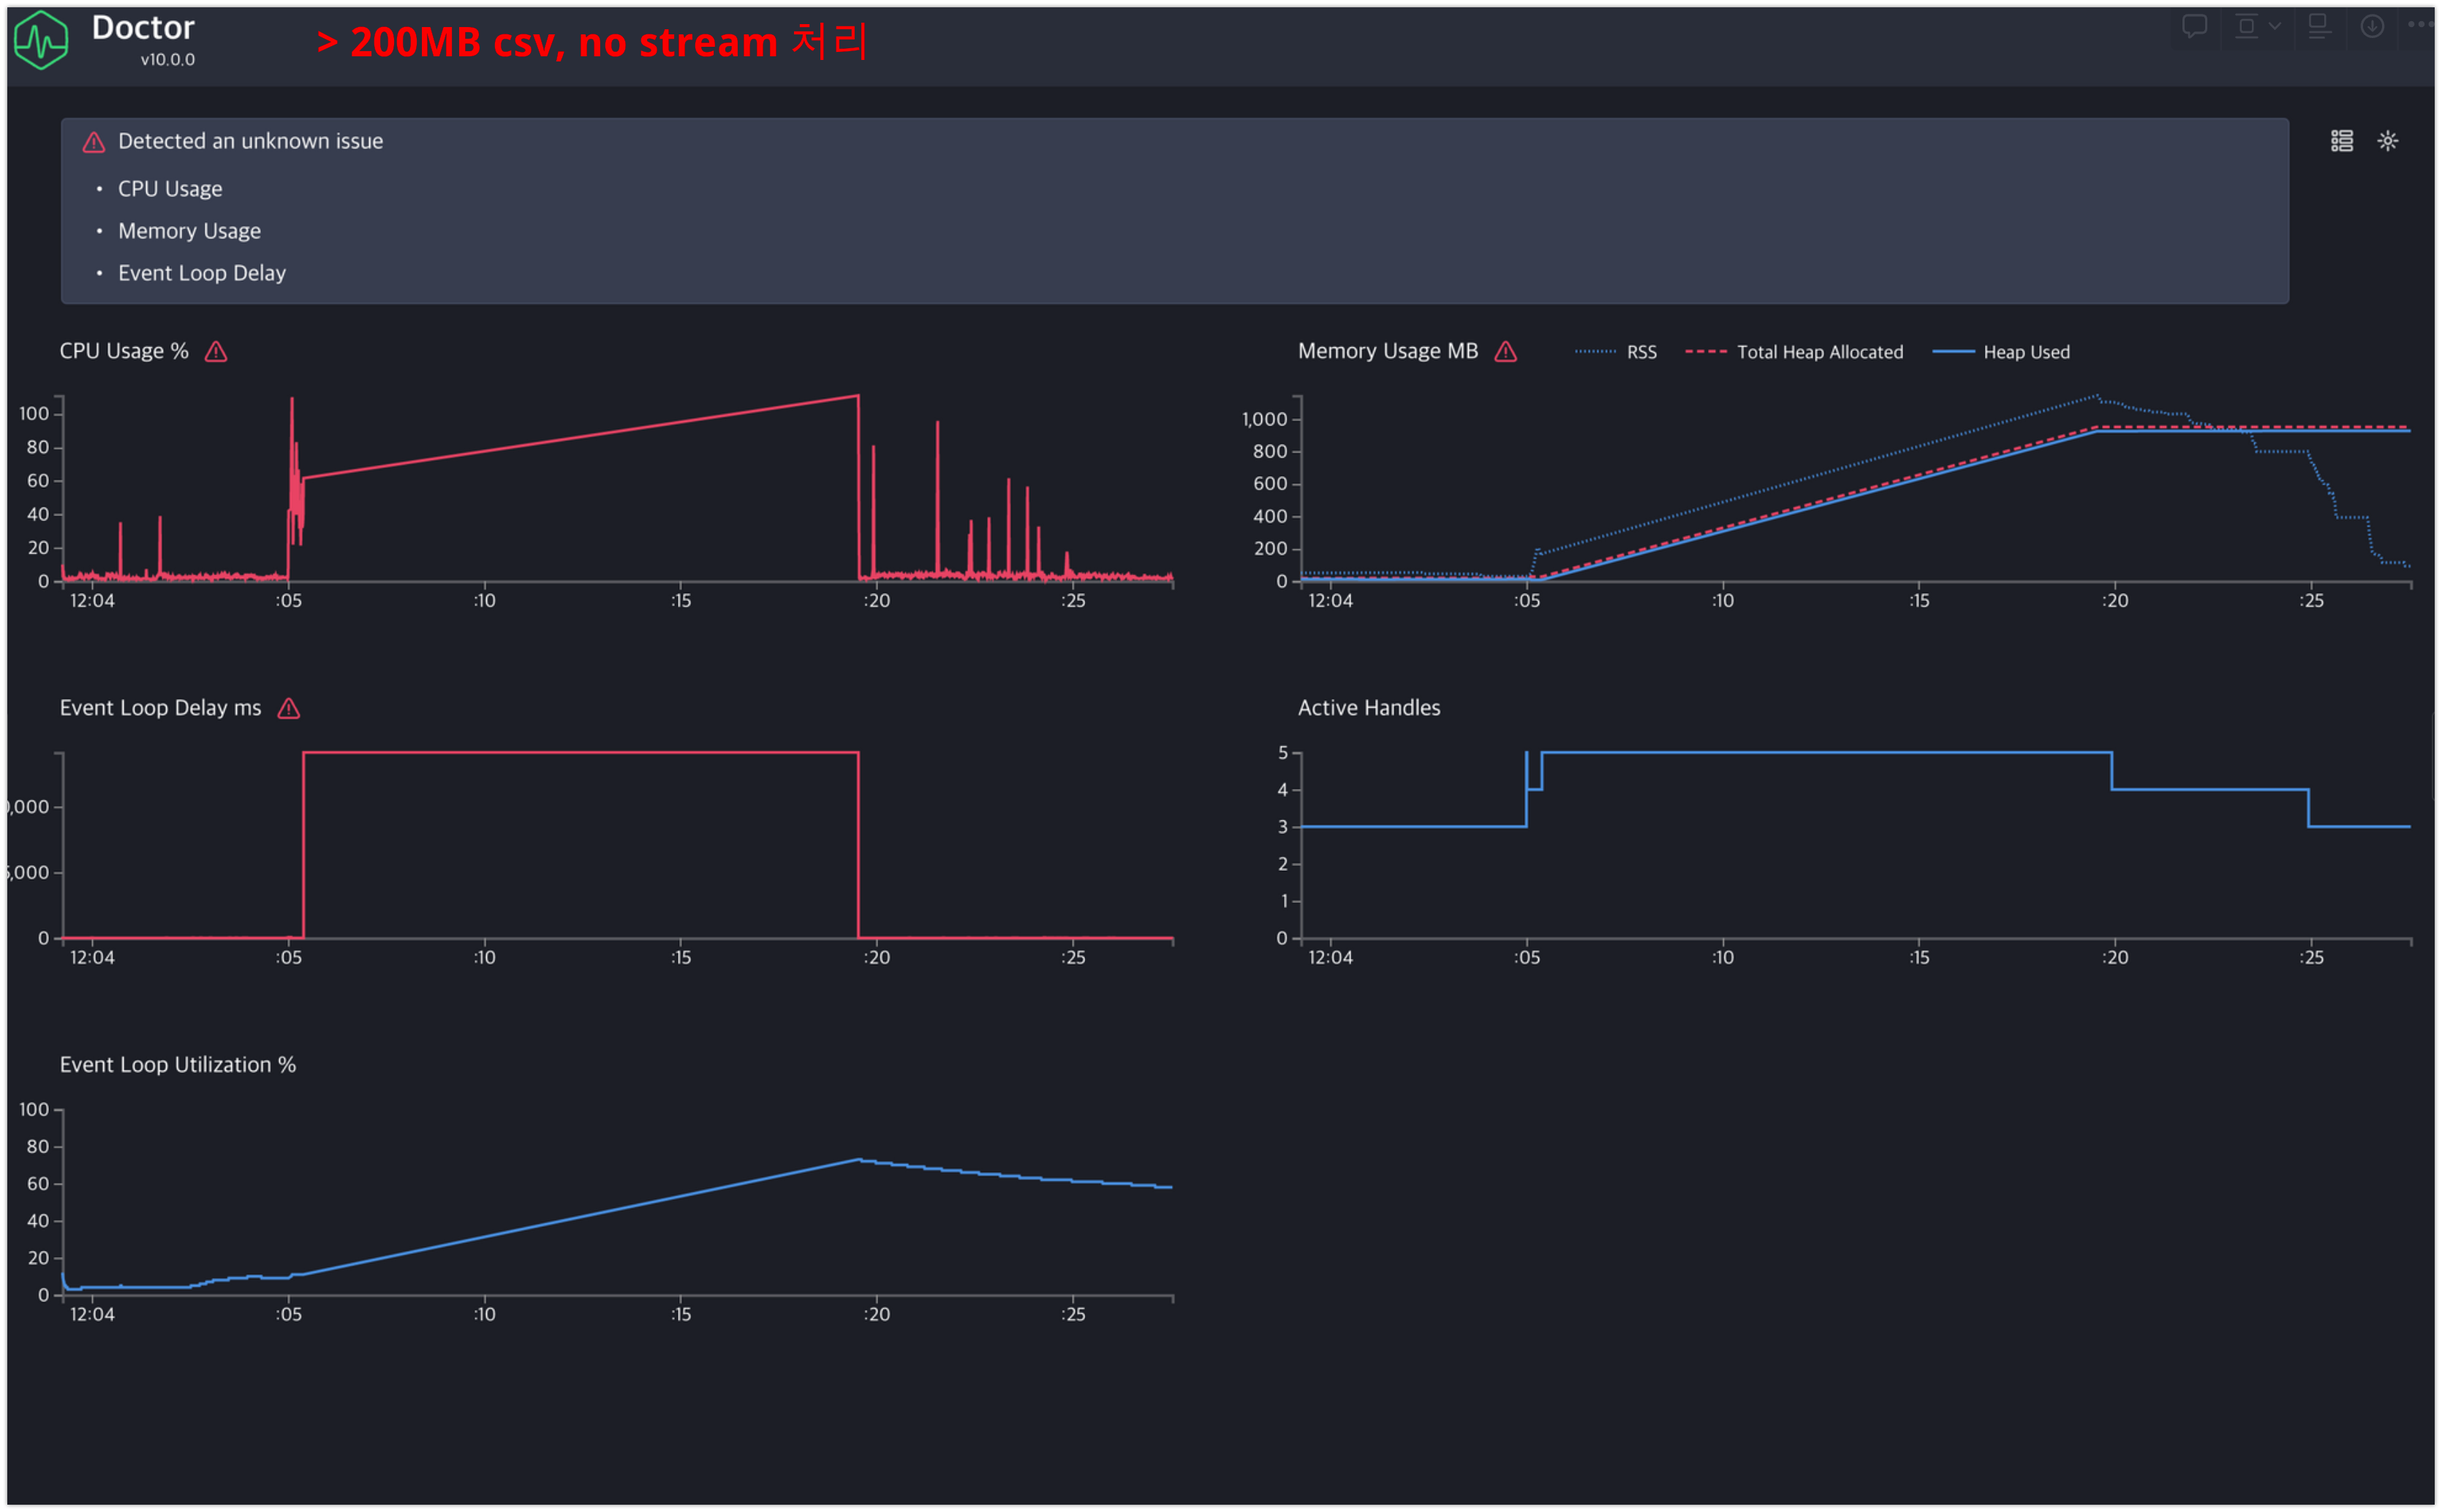 Doctor
v10.0.0
> 200MB csv, no stream 처리
Detected an unknown issue
• CPU Usage
• Memory Usage
• Event Loop Delay
CPU Usage %
100
80
60
40
20
0
12:04 :05 :10 :15 :20 :25
Memory Usage MB RSS Total Heap Allocated Heap Used
1,000
800
600
400
200
0
12:04 :05 :10 :15 :20 :25
Event Loop Delay ms
,000
,000
0
12:04 :05 :10 :15 :20 :25
Active Handles
5
4
3
2
1
0
12:04 :05 :10 :15 :20 :25
Event Loop Utilization %
100
80
60
40
20
0
12:04 :05 :10 :15 :20 :25